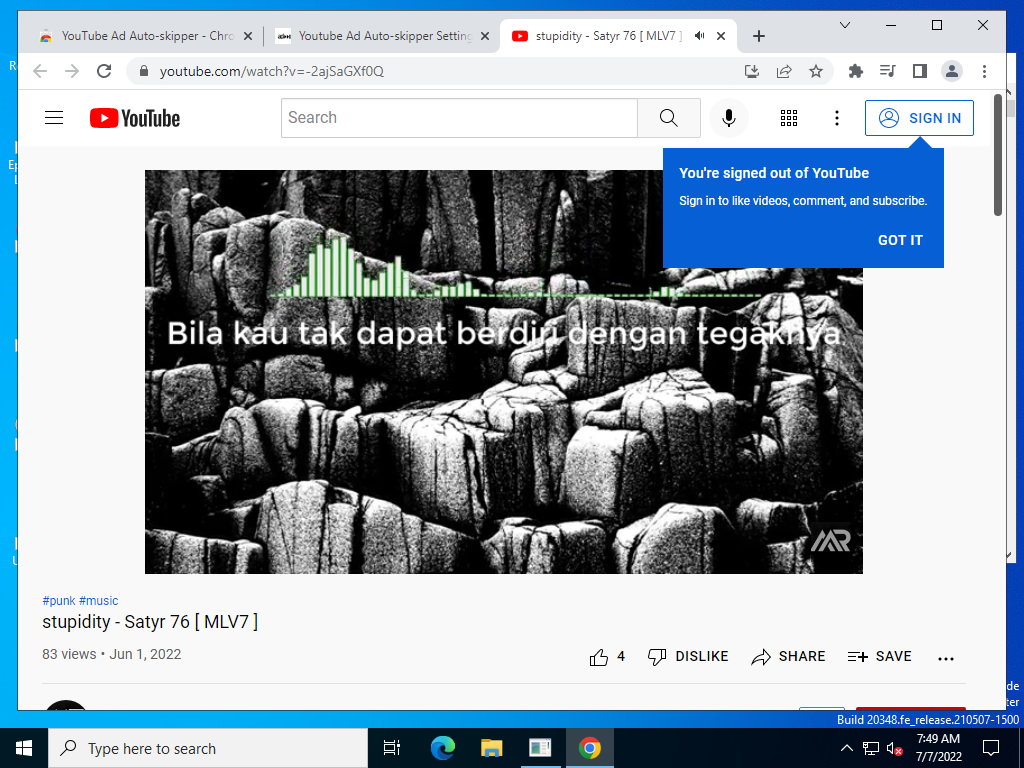 YouTube Ad Auto-skipper - Chro
Youtube Ad Auto-skipper Setting
stupidity - Satyr 76 [ MLV7 ]
youtube.com/watch?v=-2ajSaGXf0Q
YouTube
Search
SIGN IN
You're signed out of YouTube
Sign in to like videos, comment, and subscribe.
GOT IT
Bila kau tak dapat berdiri dengan tegaknya
#punk #music
stupidity - Satyr 76 [ MLV7 ]
83 views • Jun 1, 2022
4
DISLIKE
SHARE
SAVE
Build 20348.fe_release.210507-1500
Type here to search
7:49 AM
7/7/2022